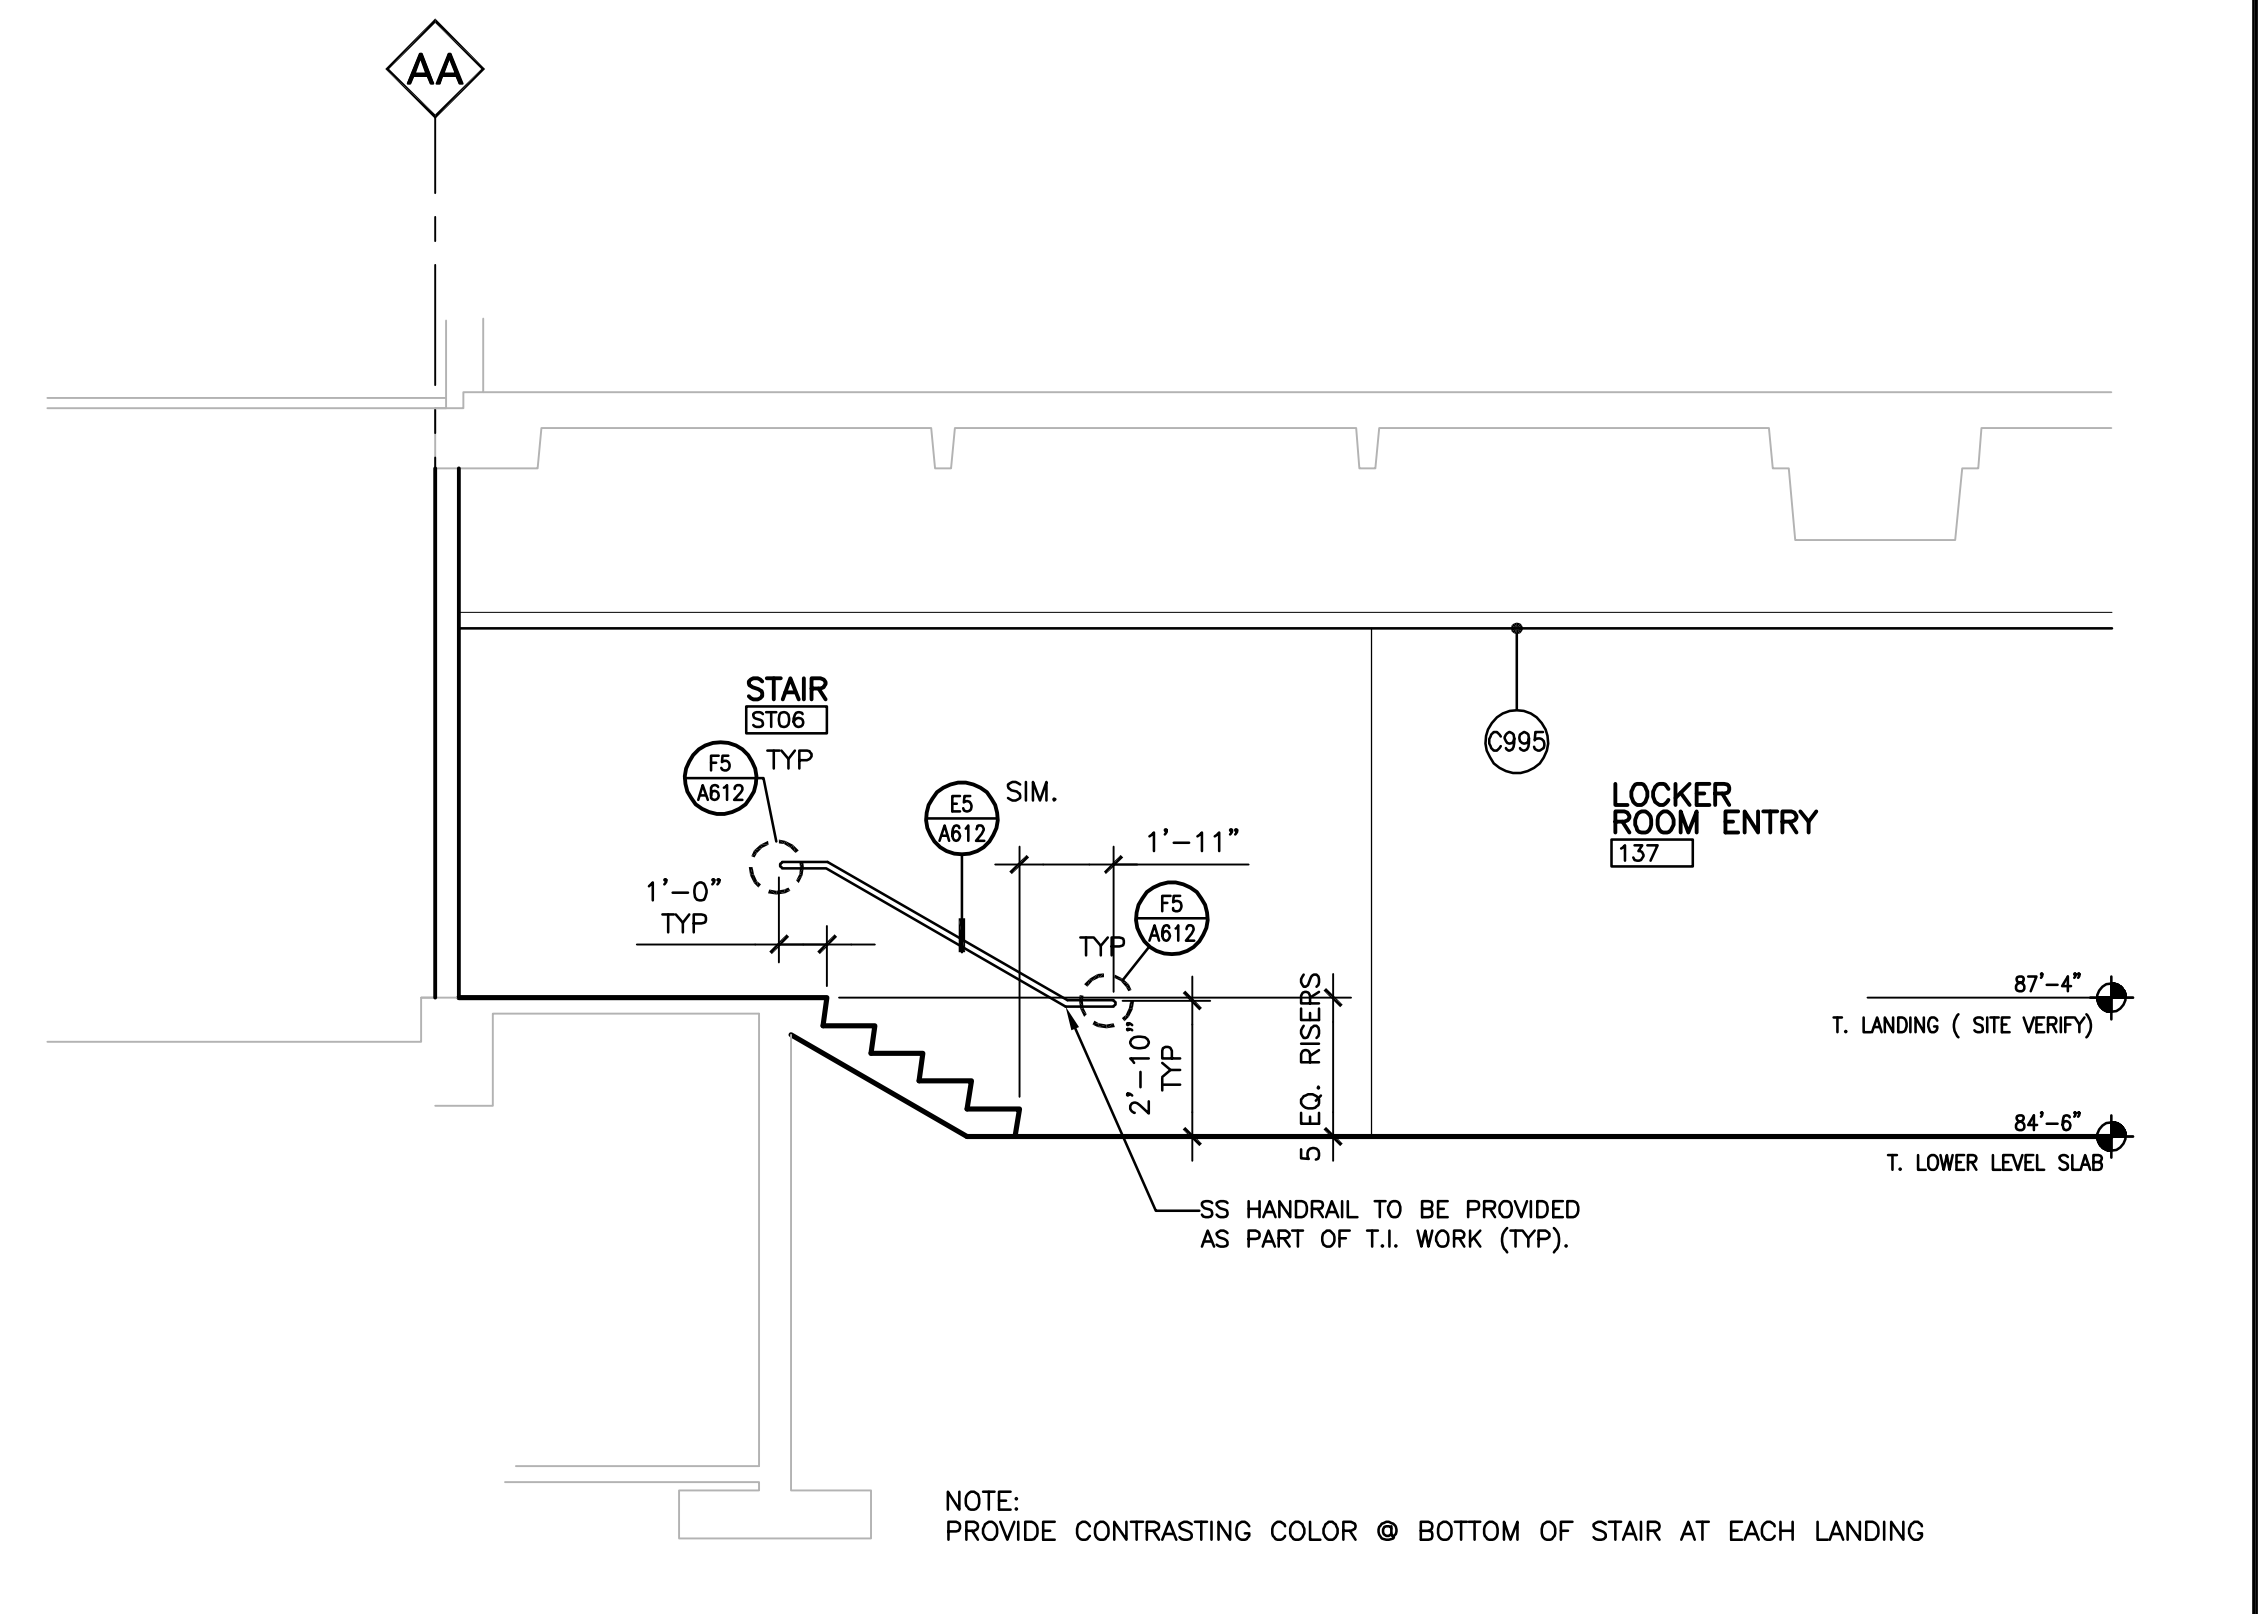 AA
STAIR
ST06
F5
A612
TYP
E5
A612
SIM.
C995
LOCKER
ROOM ENTRY
137
1'-11"
1'-0"
TYP
F5
A612
TYP
2'-10"
TYP
5 EQ. RISERS
87'-4"
T. LANDING ( SITE VERIFY)
84'-6"
T. LOWER LEVEL SLAB
SS HANDRAIL TO BE PROVIDED
AS PART OF T.I. WORK (TYP).
NOTE:
PROVIDE CONTRASTING COLOR @ BOTTOM OF STAIR AT EACH LANDING